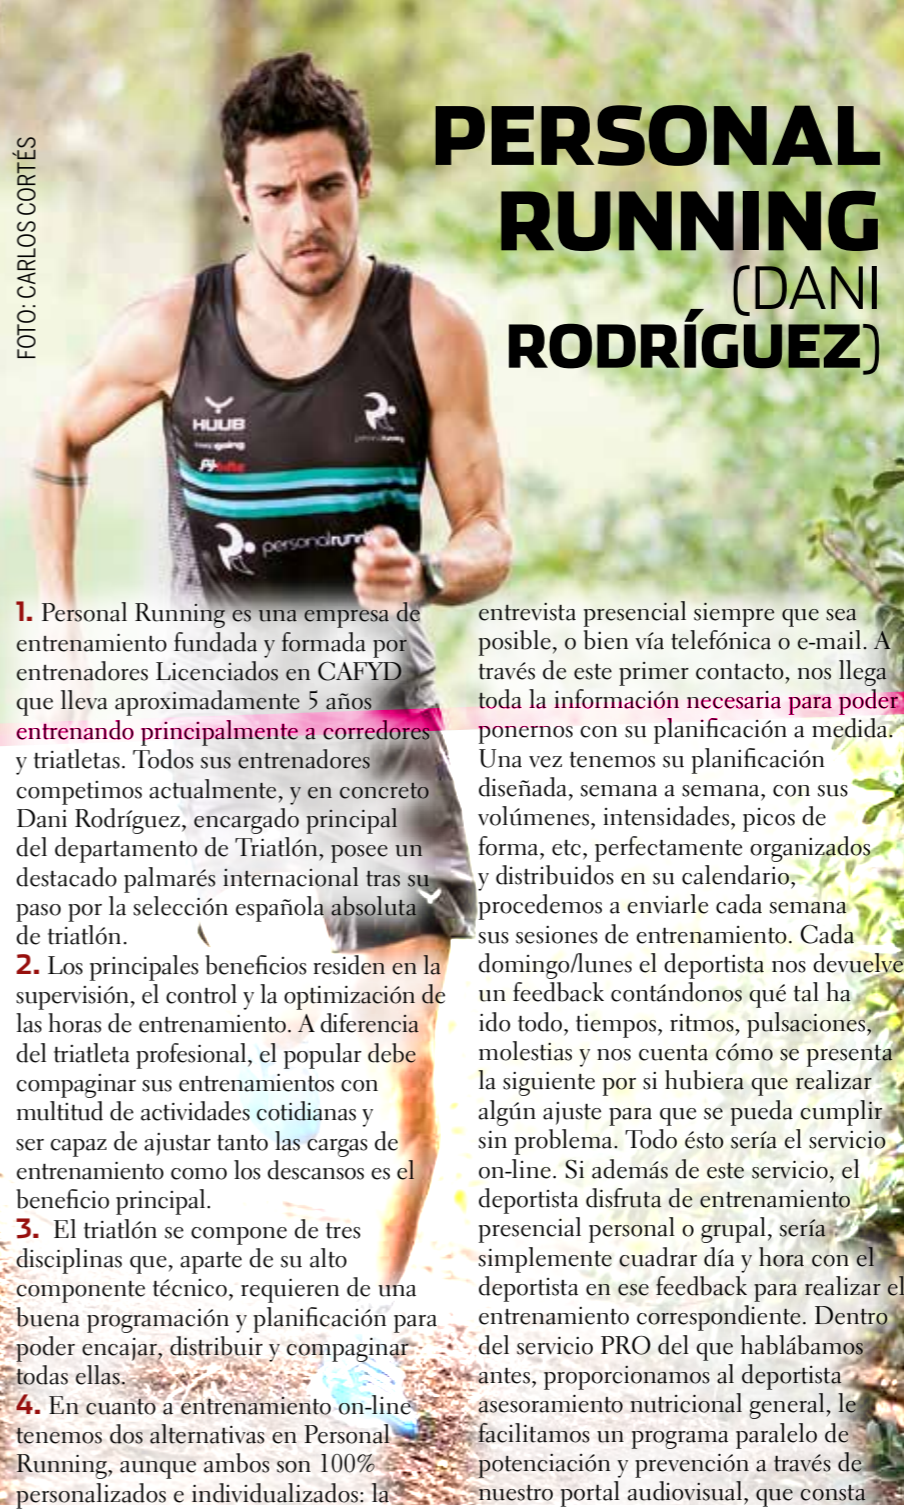 PERSONAL
RUNNING
(DANI
RODRÍGUEZ)
FOTO: CARLOS CORTÉS
HUUB
personalrunn
1. Personal Running es una empresa de
entrenamiento fundada y formada por
entrenadores Licenciados en CAFYD
que lleva aproximadamente 5 años
entrenando principalmente a corredores
y triatletas. Todos sus entrenadores
competimos actualmente, y en concreto
Dani Rodríguez, encargado principal
del departamento de Triatlón, posee un
destacado palmarés internacional tras su
paso por la selección española absoluta
de triatlón.
2. Los principales beneficios residen en la
supervisión, el control y la optimización de
las horas de entrenamiento. A diferencia
del triatleta profesional, el popular debe
compaginar sus entrenamientos con
multitud de actividades cotidianas y
ser capaz de ajustar tanto las cargas de
entrenamiento como los descansos es el
beneficio principal.
3. El triatlón se compone de tres
disciplinas que, aparte de su alto
componente técnico, requieren de una
buena programación y planificación para
poder encajar, distribuir y compaginar
todas ellas.
4. En cuanto a entrenamiento on-line
tenemos dos alternativas en Personal
Running, aunque ambos son 100%
personalizados e individualizados: la
entrevista presencial siempre que sea
posible, o bien vía telefónica o e-mail. A
través de este primer contacto, nos llega
toda la información necesaria para poder
ponernos con su planificación a medida.
Una vez tenemos su planificación
diseñada, semana a semana, con sus
volúmenes, intensidades, picos de
forma, etc, perfectamente organizados
y distribuidos en su calendario,
procedemos a enviarle cada semana
sus sesiones de entrenamiento. Cada
domingo/lunes el deportista nos devuelve
un feedback contándonos qué tal ha
ido todo, tiempos, ritmos, pulsaciones,
molestias y nos cuenta cómo se presenta
la siguiente por si hubiera que realizar
algún ajuste para que se pueda cumplir
sin problema. Todo ésto sería el servicio
on-line. Si además de este servicio, el
deportista disfruta de entrenamiento
presencial personal o grupal, sería
simplemente cuadrar día y hora con el
deportista en ese feedback para realizar el
entrenamiento correspondiente. Dentro
del servicio PRO del que hablábamos
antes, proporcionamos al deportista
asesoramiento nutricional general, le
facilitamos un programa paralelo de
potenciación y prevención a través de
nuestro portal audiovisual, que consta